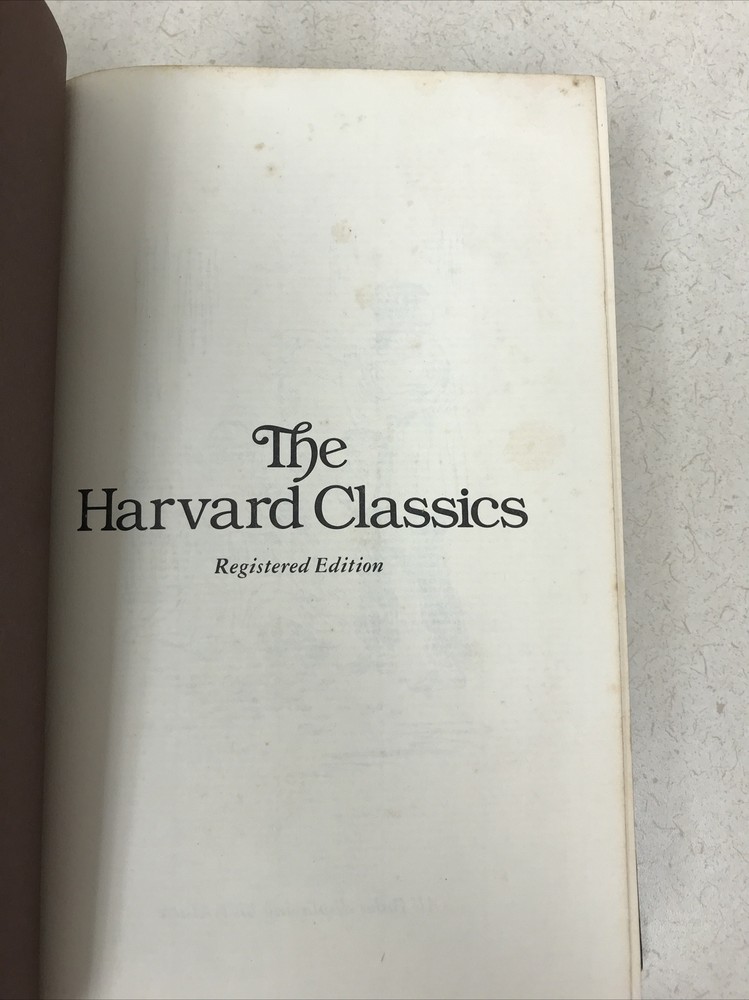 The
Harvard Classics
Registered Edition